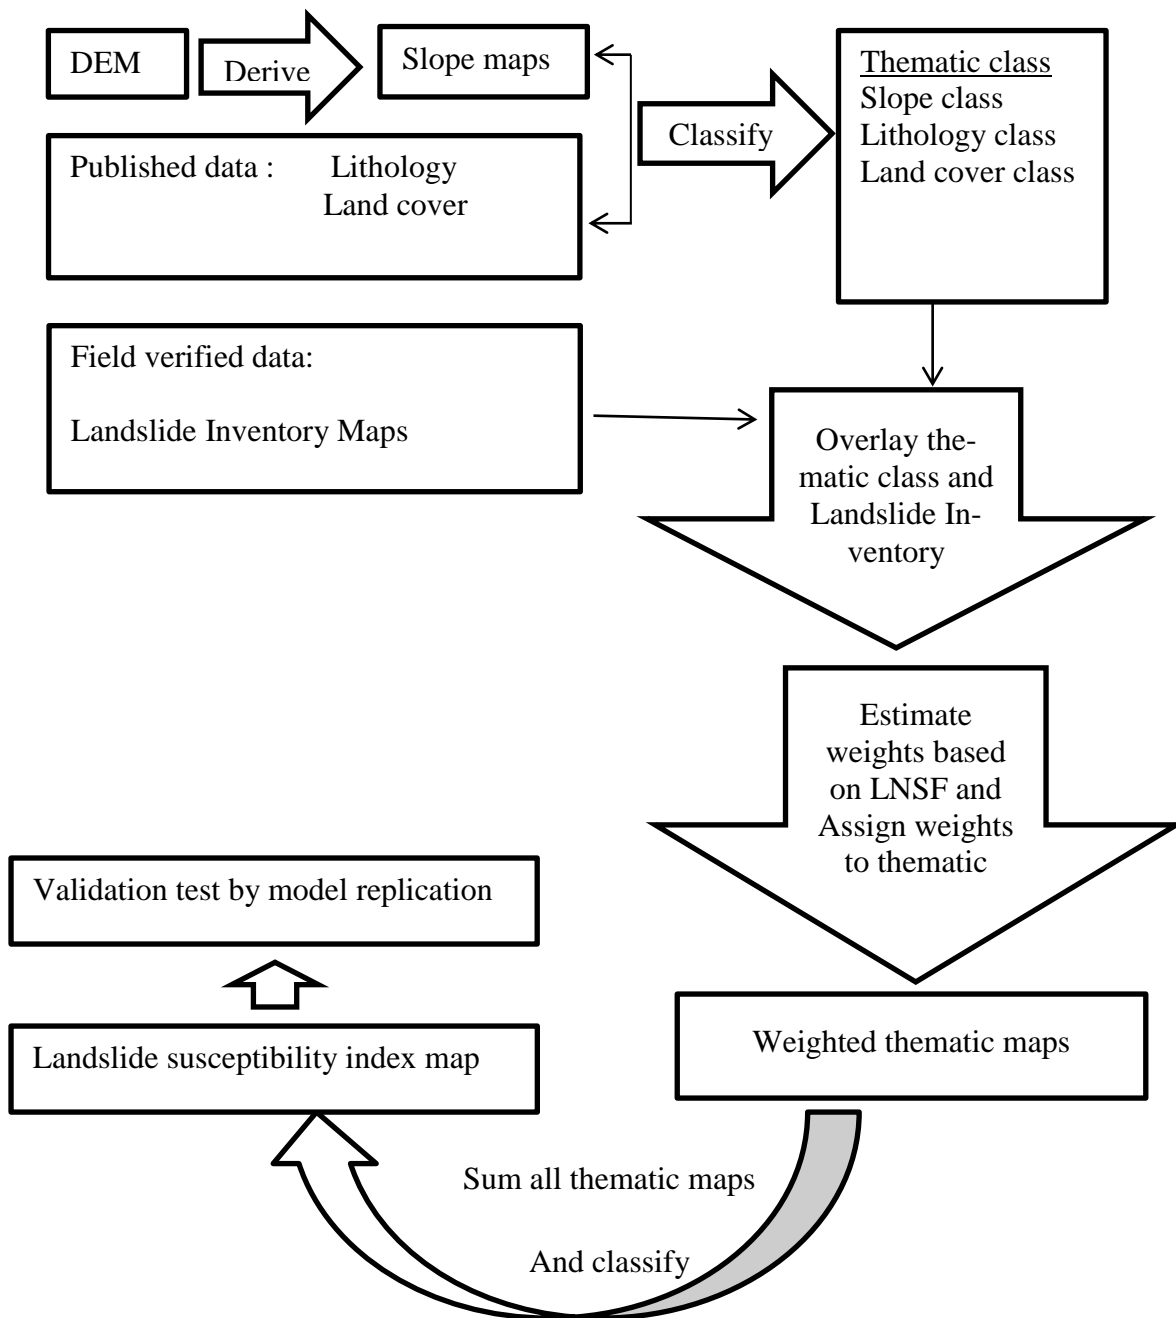 DEM
Derive
Slope maps
Published data :        Lithology
Land cover
Classify
Thematic class
Slope class
Lithology class
Land cover class
Field verified data:
Landslide Inventory Maps
Overlay the-
matic class and
Landslide In-
ventory
Estimate
weights based
on LNSF and
Assign weights
to thematic
Weighted thematic maps
Sum all thematic maps
And classify
Landslide susceptibility index map
Validation test by model replication